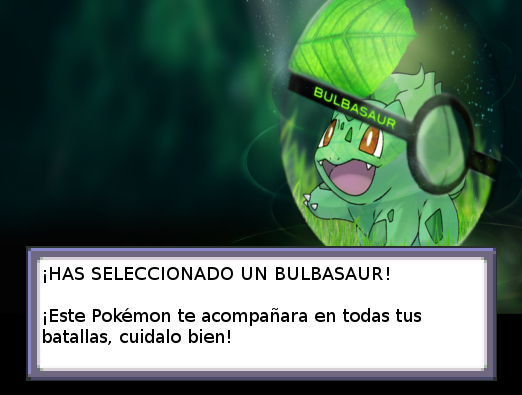 BULBASAUR
¡HAS SELECCIONADO UN BULBASAUR!
¡Este Pokémon te acompañara en todas tus
batallas, cuidalo bien!